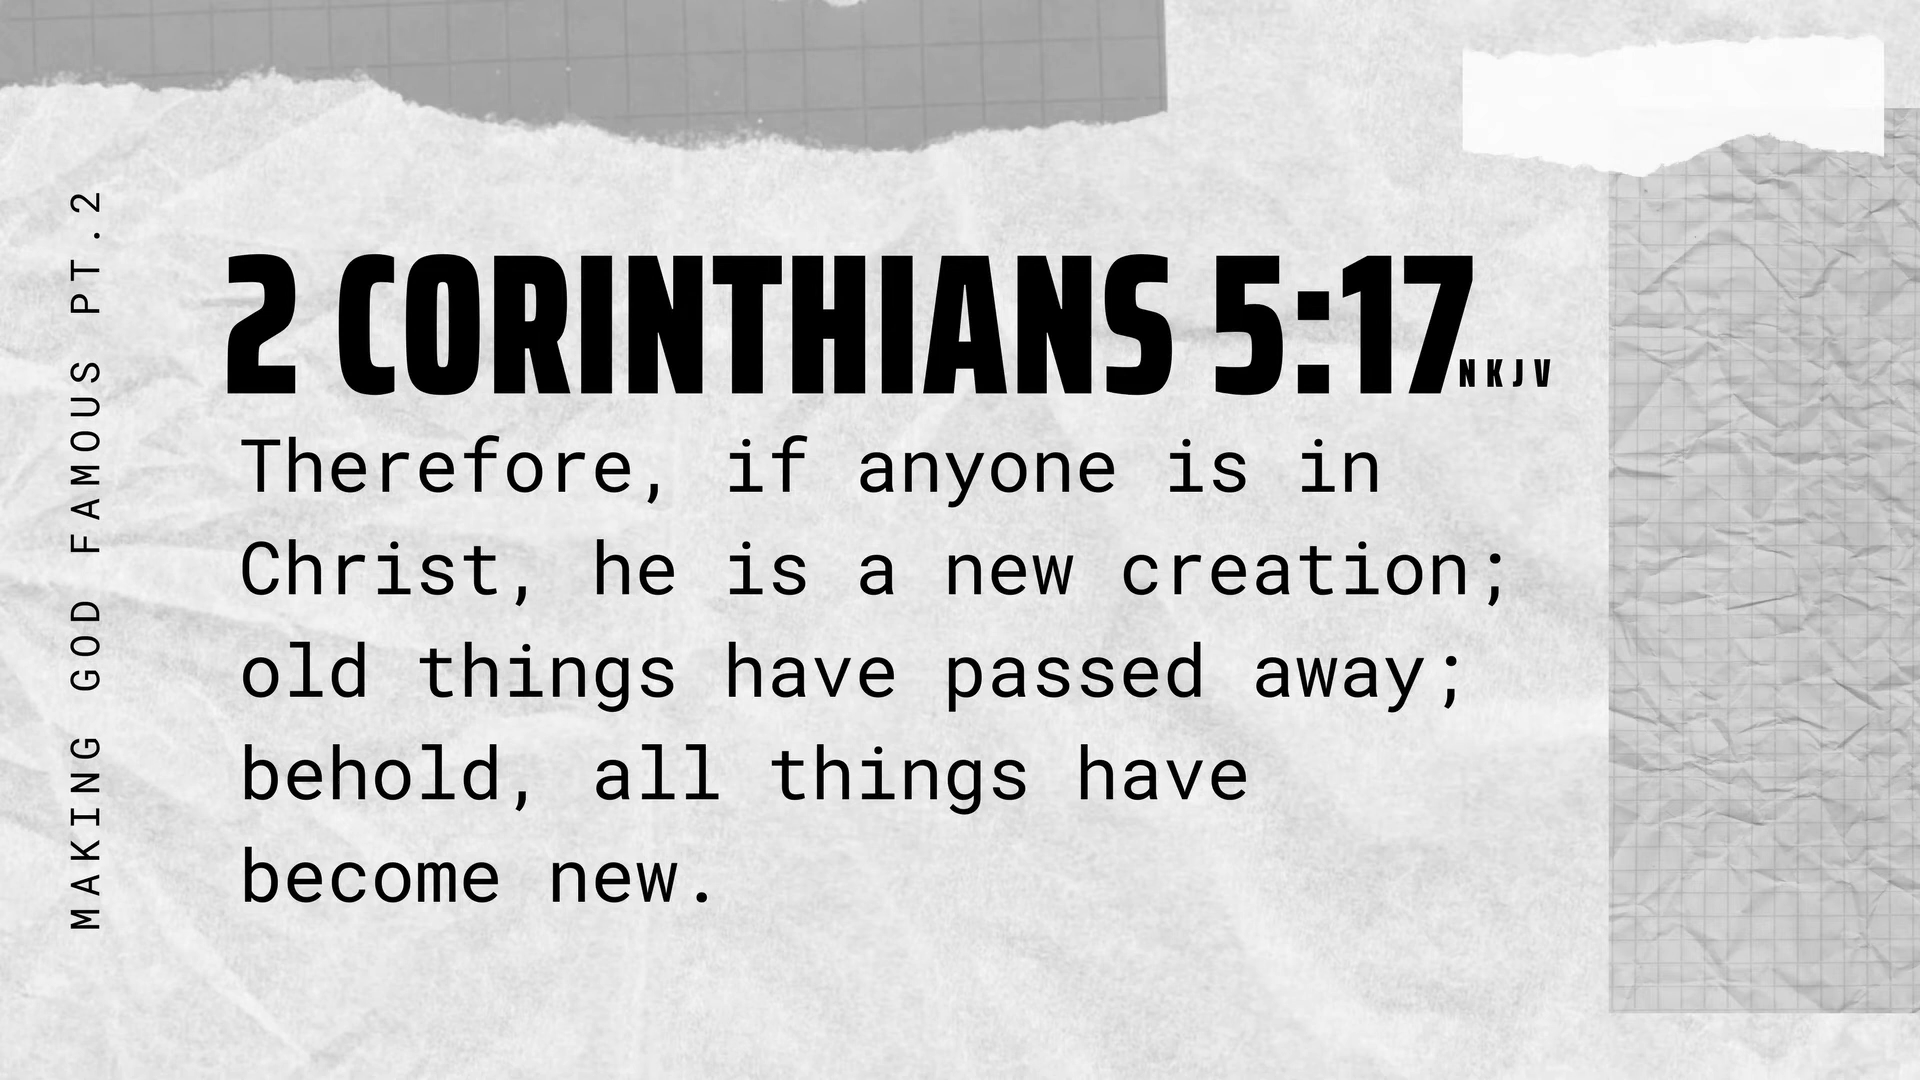 MAKING GOD FAMOUS PT.2
2 CORINTHIANS 5:17 NKJV
Therefore, if anyone is in
Christ, he is a new creation;
old things have passed away;
behold, all things have
become new.